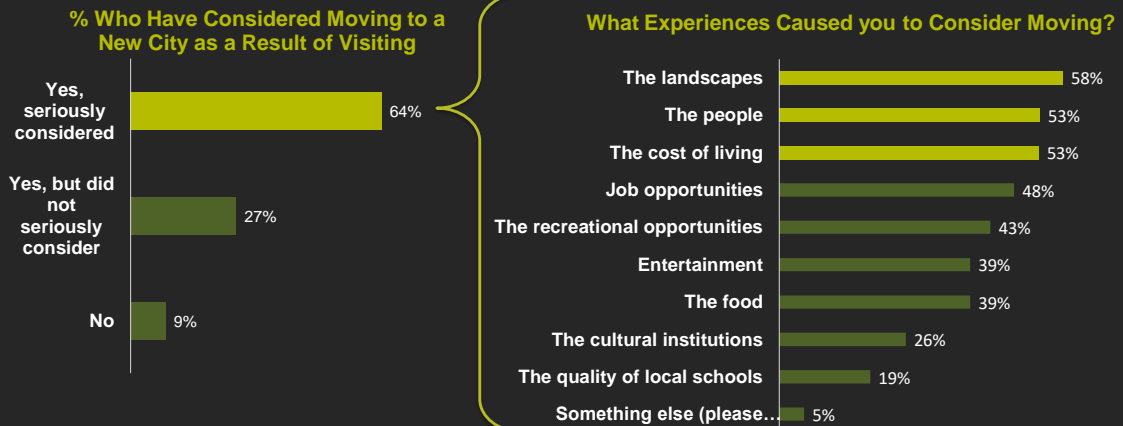 % Who Have Considered Moving to a
New City as a Result of Visiting
Yes,
seriously
considered
64%
Yes, but did
not
seriously
consider
27%
No
9%
What Experiences Caused you to Consider Moving?
The landscapes
58%
The people
53%
The cost of living
53%
Job opportunities
48%
The recreational opportunities
43%
Entertainment
39%
The food
39%
The cultural institutions
26%
The quality of local schools
19%
Something else (please...
5%